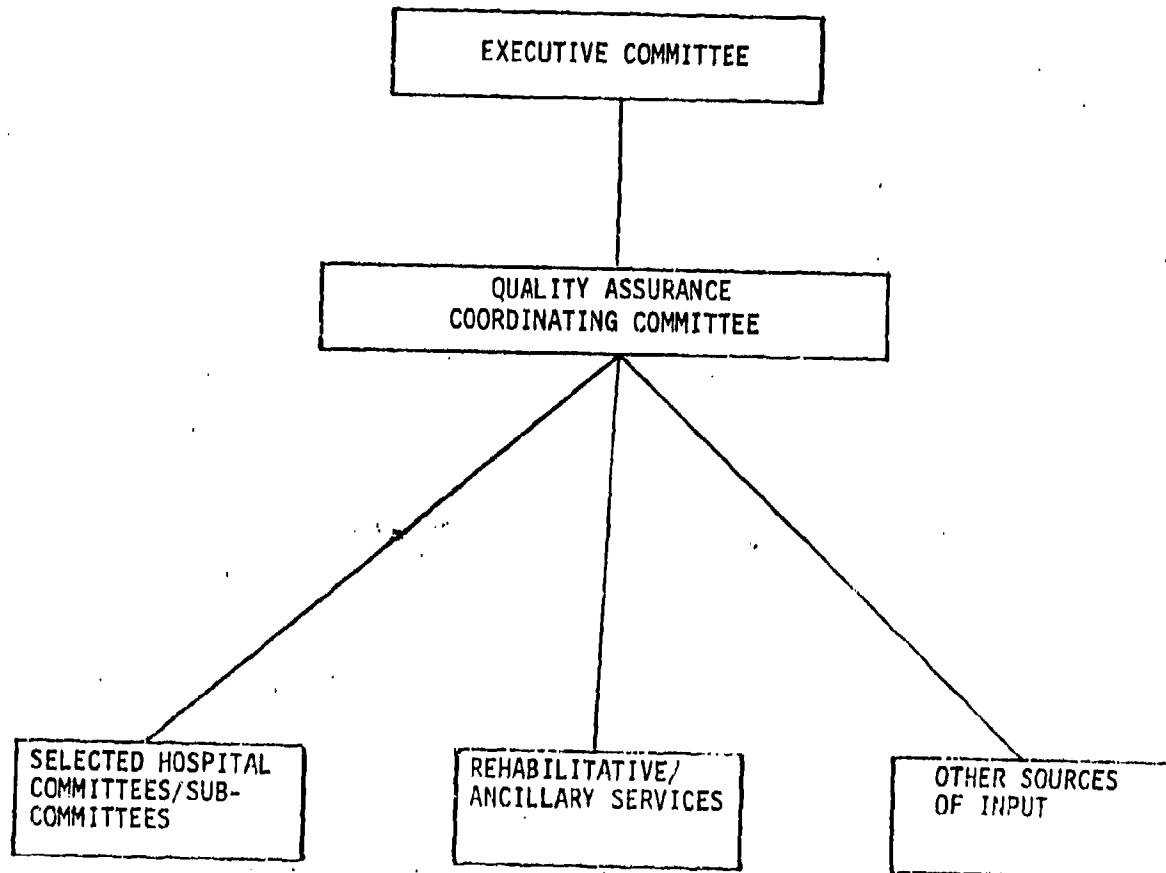 EXECUTIVE COMMITTEE
QUALITY ASSURANCE
COORDINATING COMMITTEE
SELECTED HOSPITAL
COMMITTEES/SUB-
COMMITTEES
REHABILITATIVE/
ANCILLARY SERVICES
OTHER SOURCES
OF INPUT